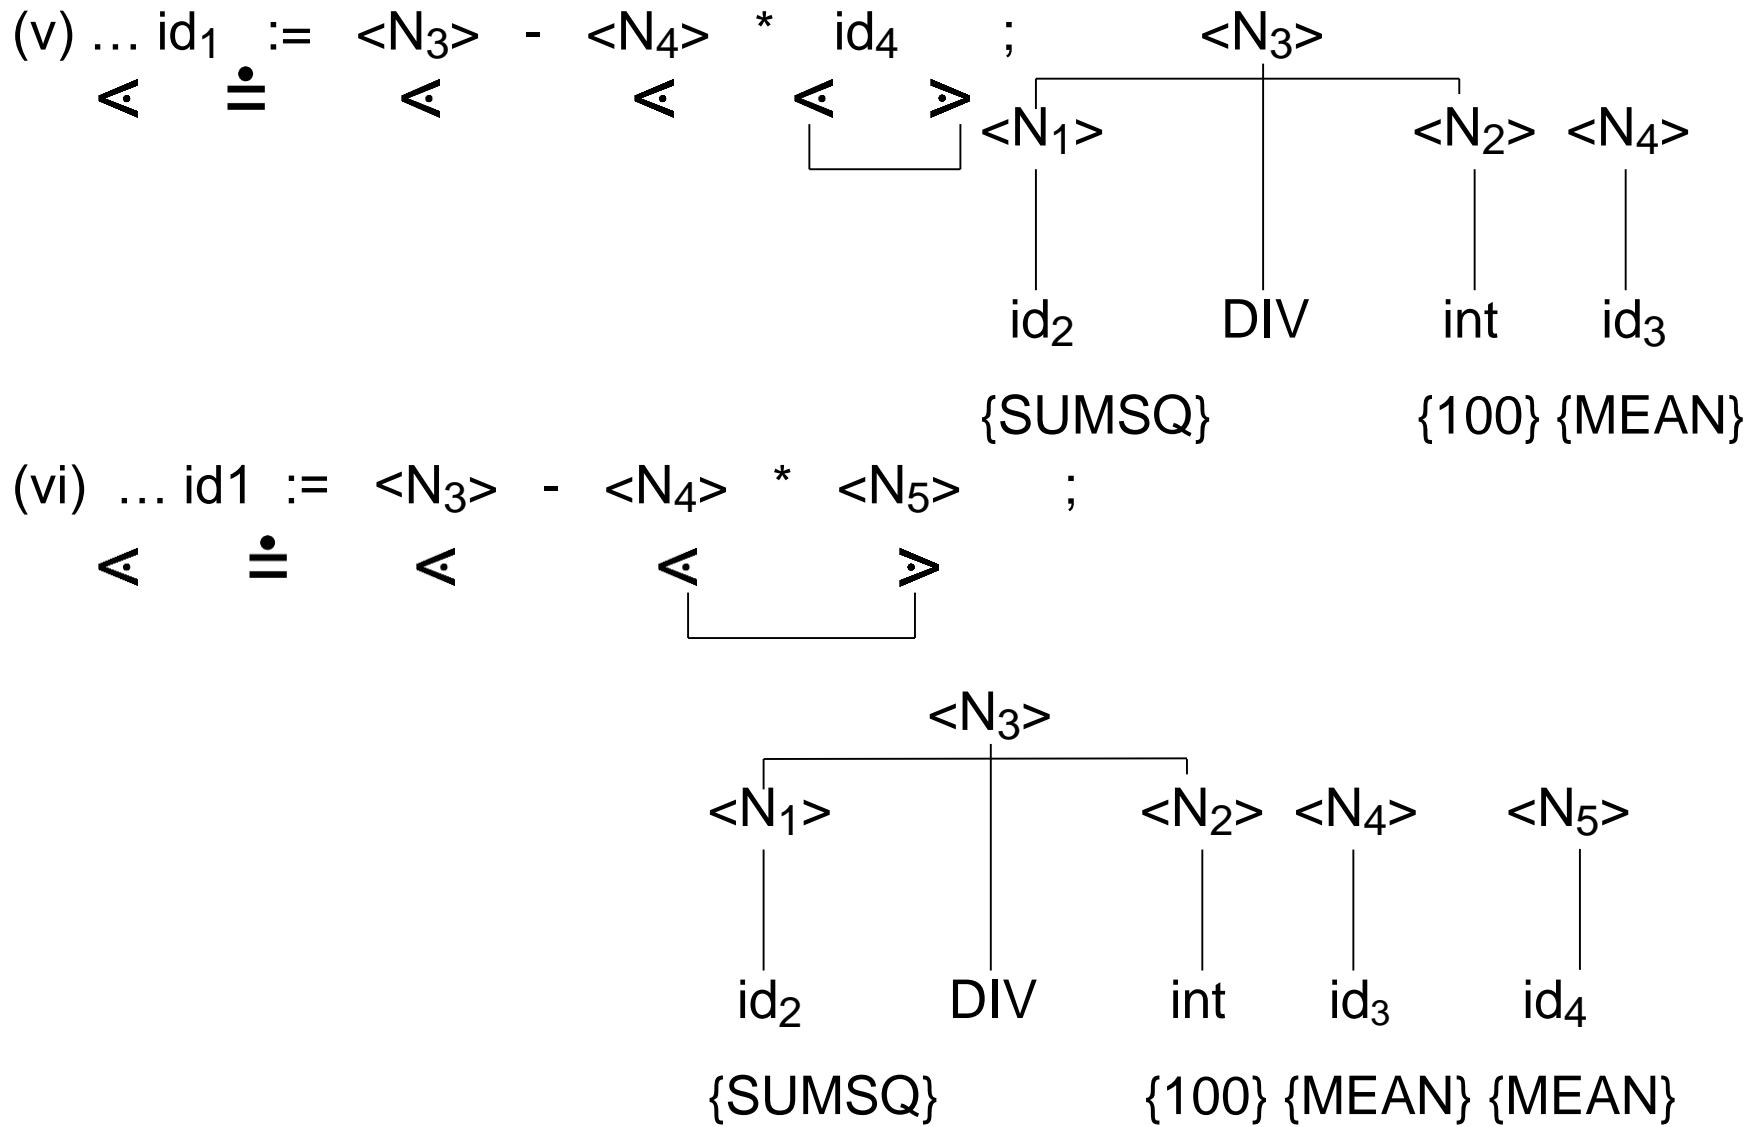 (v) … id₁ := <N₃> - <N₄> * id₄ ; <N₃>
⋖ ≐ ⋖ ⋖ ⋖ ⋗
<N₁> <N₂> <N₄>
id₂ DIV int id₃
{SUMSQ} {100} {MEAN}
(vi) … id1 := <N₃> - <N₄> * <N₅> ;
⋖ ≐ ⋖ ⋖ ⋗
<N₃>
<N₁> <N₂> <N₄> <N₅>
id₂ DIV int id₃ id₄
{SUMSQ} {100} {MEAN} {MEAN}